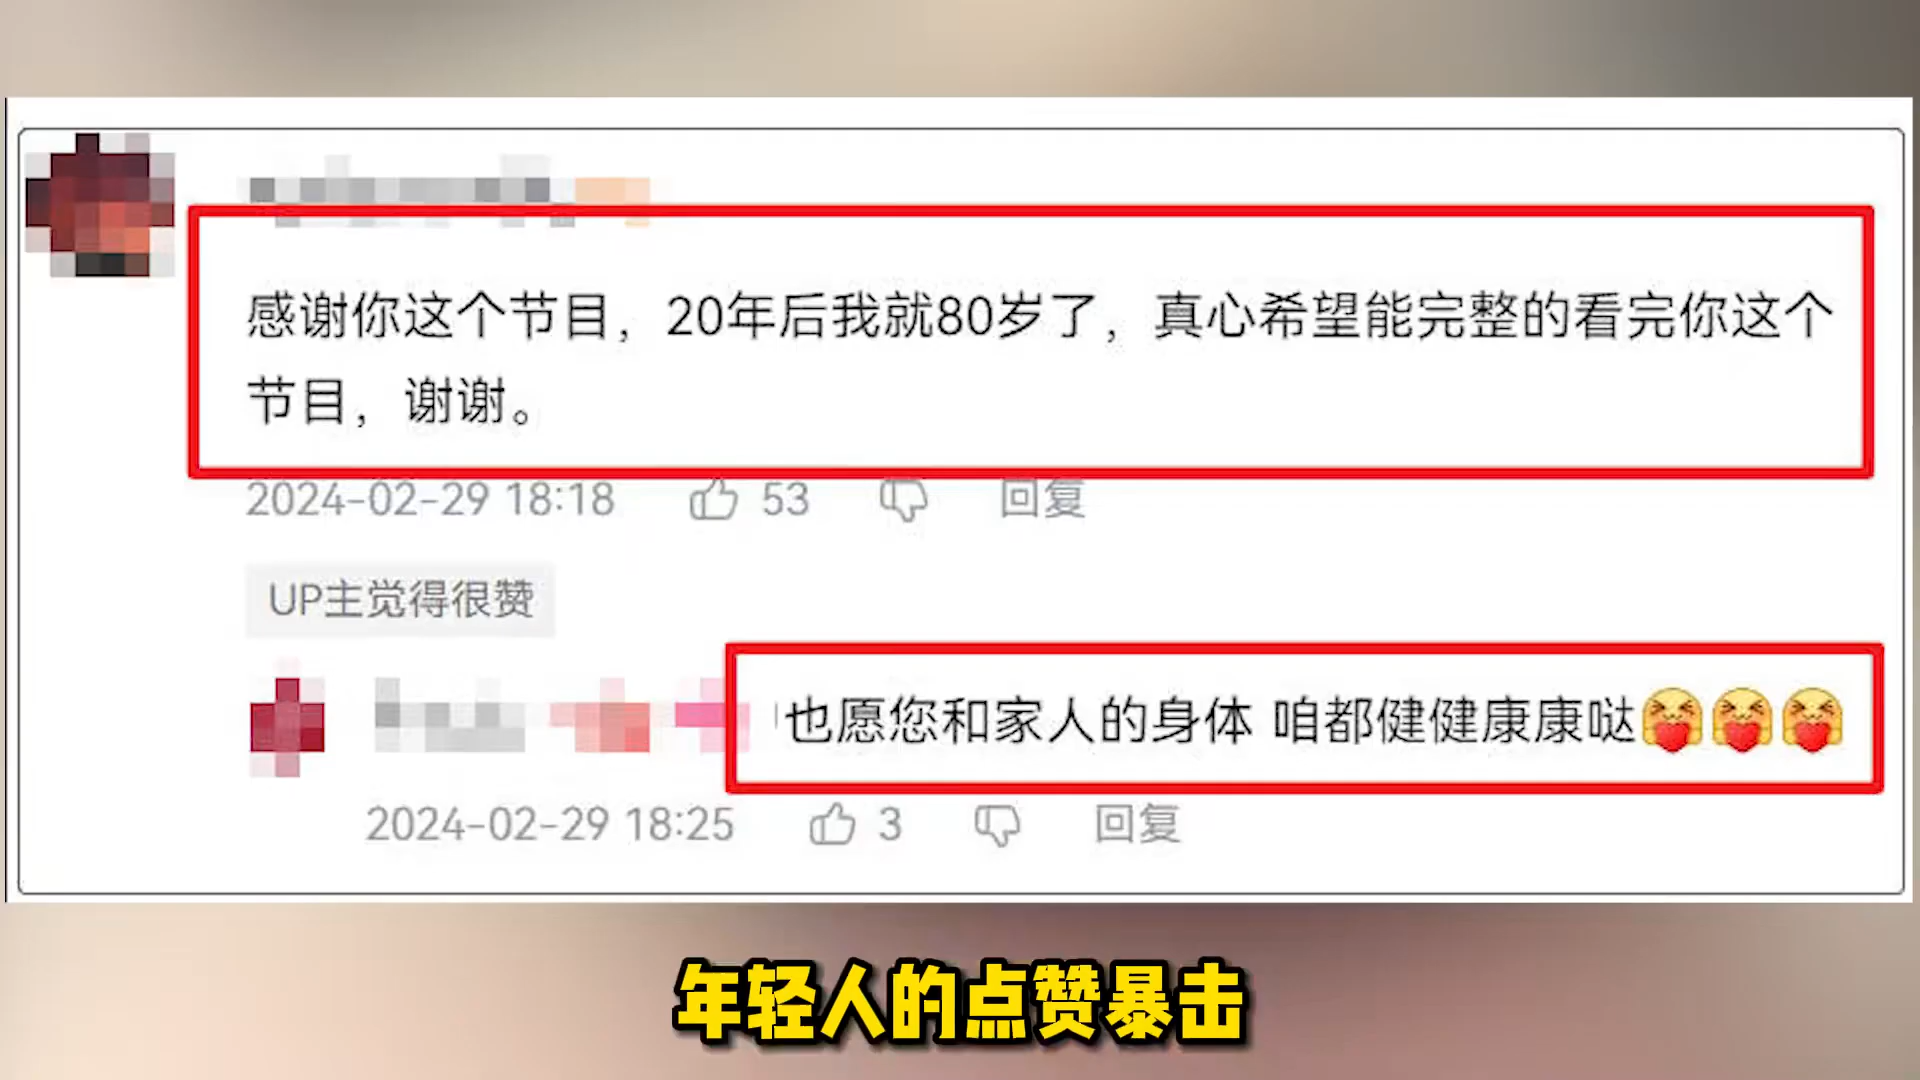 感谢你这个节目，20年后我就80岁了，真心希望能完整的看完你这个
节目，谢谢。
2024-02-29 18:18 53 回复
UP主觉得很赞
也愿您和家人的身体 咱都健健康康哒
2024-02-29 18:25 3 回复
年轻人的点赞暴击